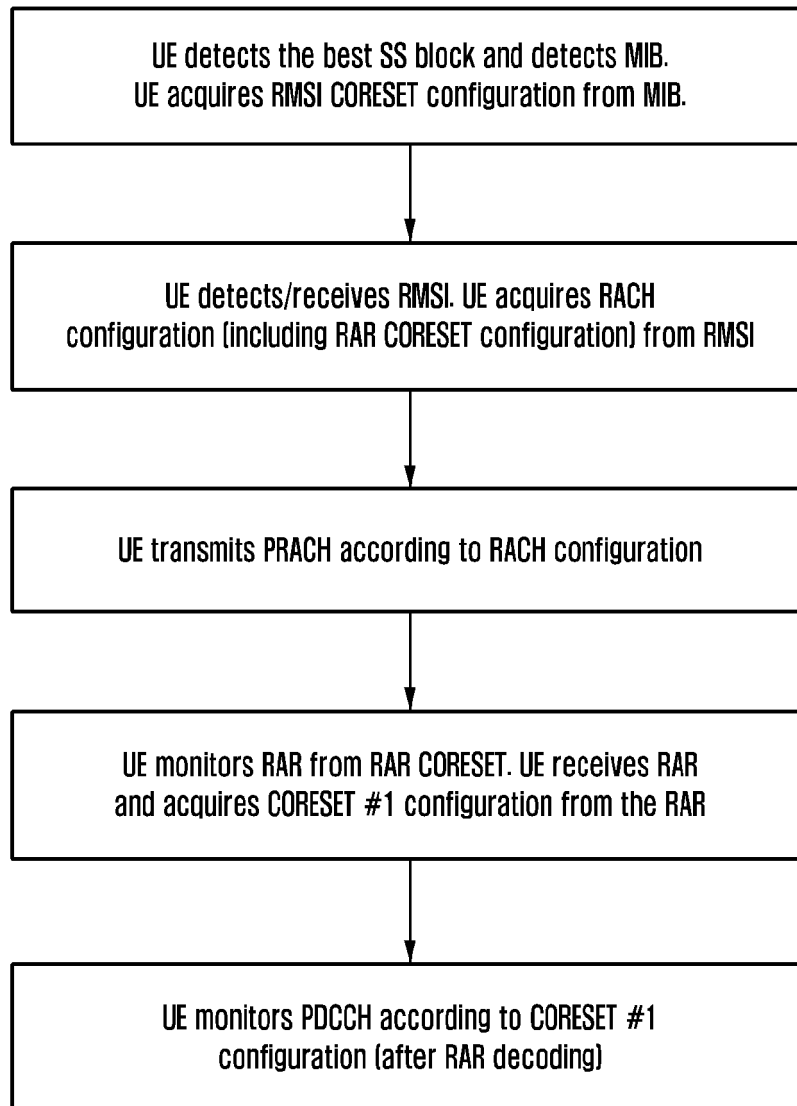 UE detects the best SS block and detects MIB.
UE acquires RMSI CORESET configuration from MIB.
UE detects/receives RMSI. UE acquires RACH
configuration (including RAR CORESET configuration) from RMSI
UE transmits PRACH according to RACH configuration
UE monitors RAR from RAR CORESET. UE receives RAR
and acquires CORESET #1 configuration from the RAR
UE monitors PDCCH according to CORESET #1
configuration (after RAR decoding)